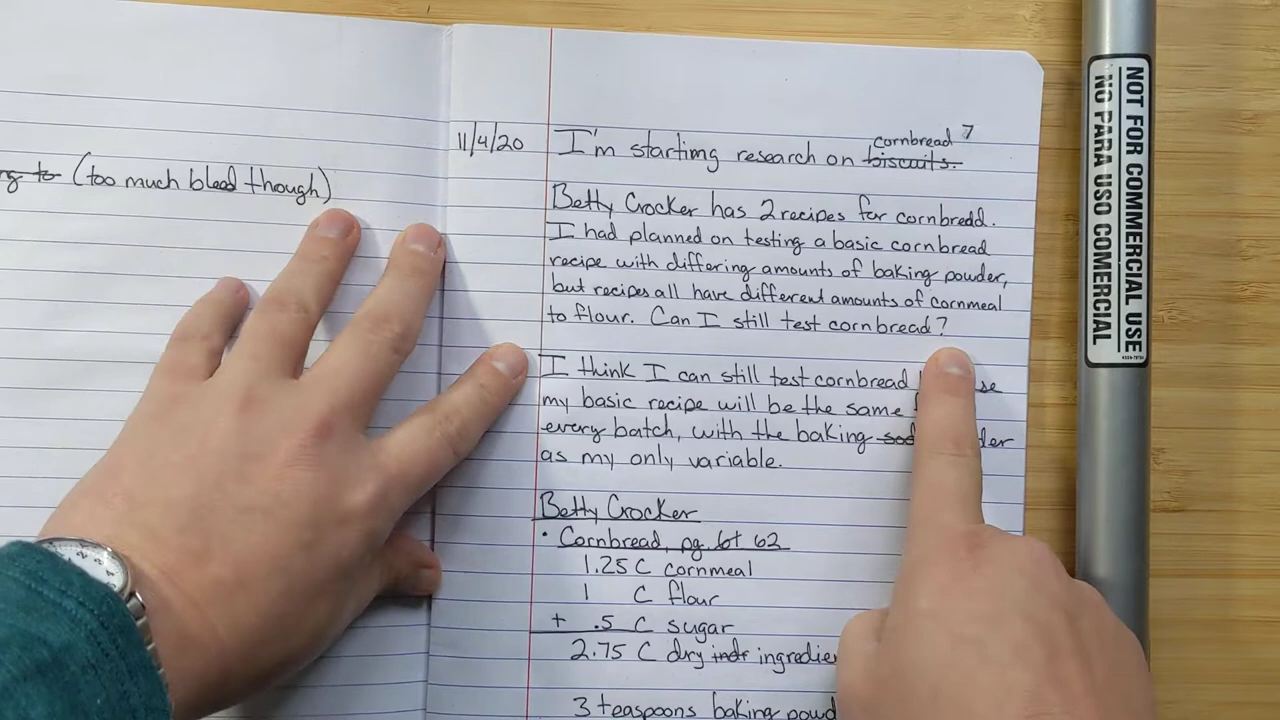 to (too much bleed though)
7
11/4/20 I'm starting research on biscuits. cornbread
Betty Crocker has 2 recipes for cornbread.
I had planned on testing a basic cornbread
recipe with differing amounts of baking powder,
but recipes all have different amounts of cornmeal
to flour. Can I still test cornbread?
I think I can still test cornbread
my basic recipe will be the same
every batch, with the baking
as my only variable.
Betty Crocker
• Cornbread, pg. 62
1.25 C cornmeal
1 C flour
+ .5 C sugar
2.75 C dry
3 teaspoons baking
NOT FOR COMMERCIAL USE
NO PARA USO COMERCIAL